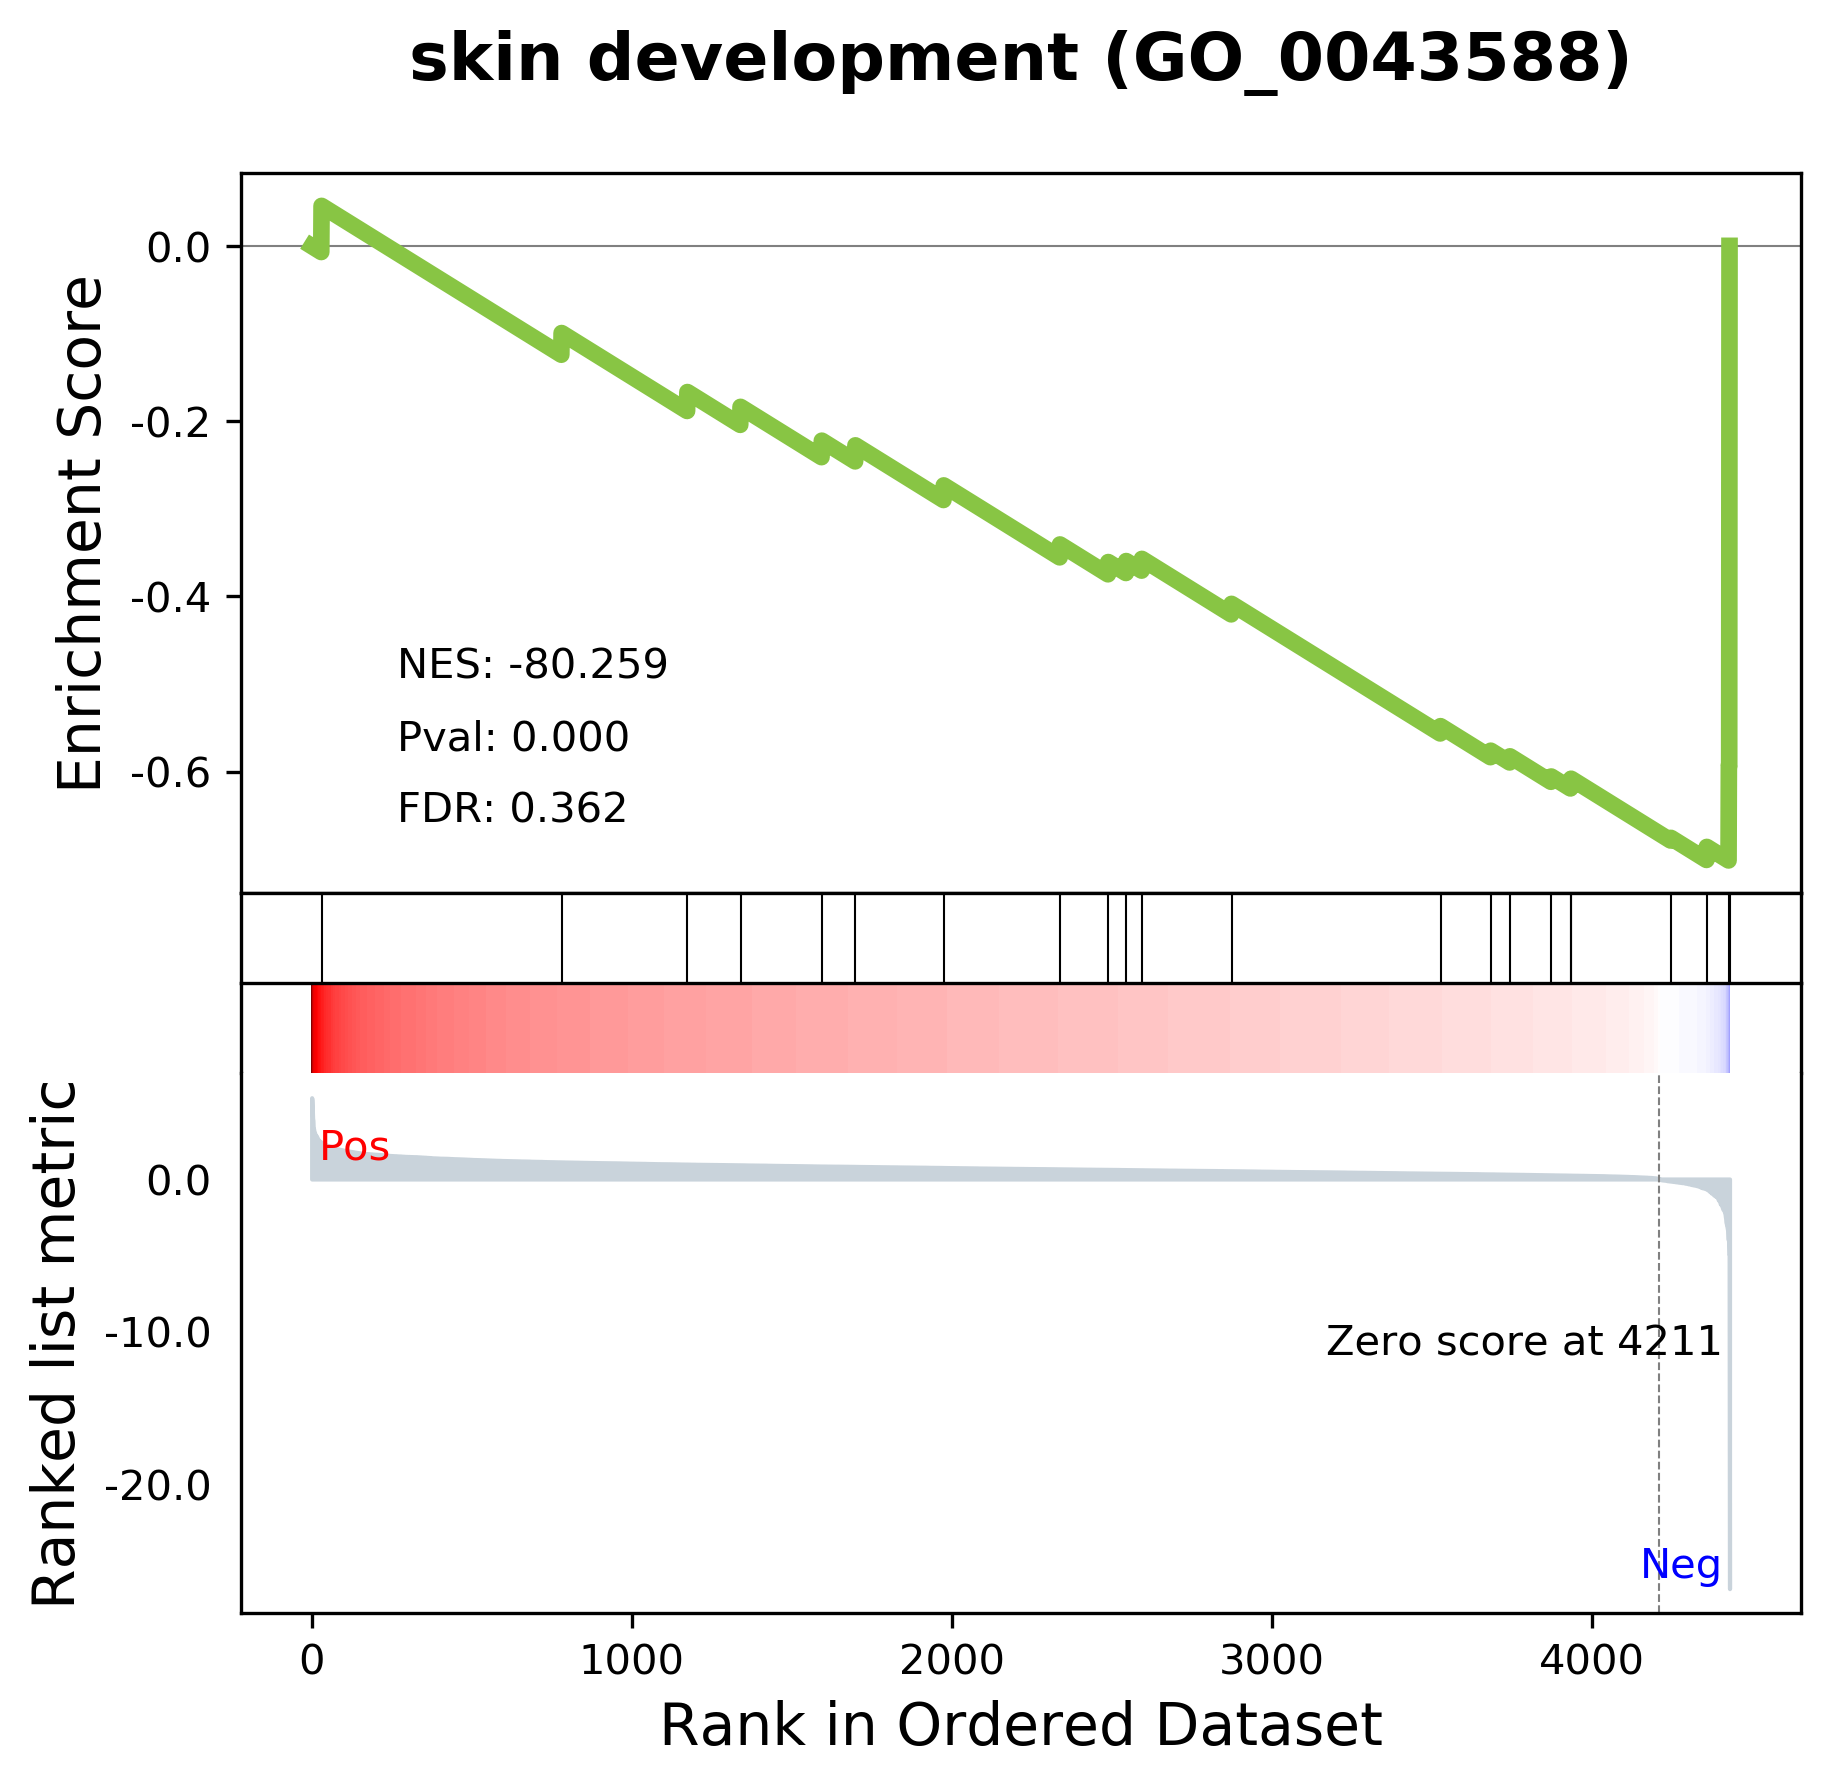 skin development (GO_0043588)
Enrichment Score
0.0
-0.2
-0.4
-0.6
NES: -80.259
Pval: 0.000
FDR: 0.362
Ranked list metric
Pos
0.0
-10.0
-20.0
Zero score at 4211
Neg
0 1000 2000 3000 4000
Rank in Ordered Dataset